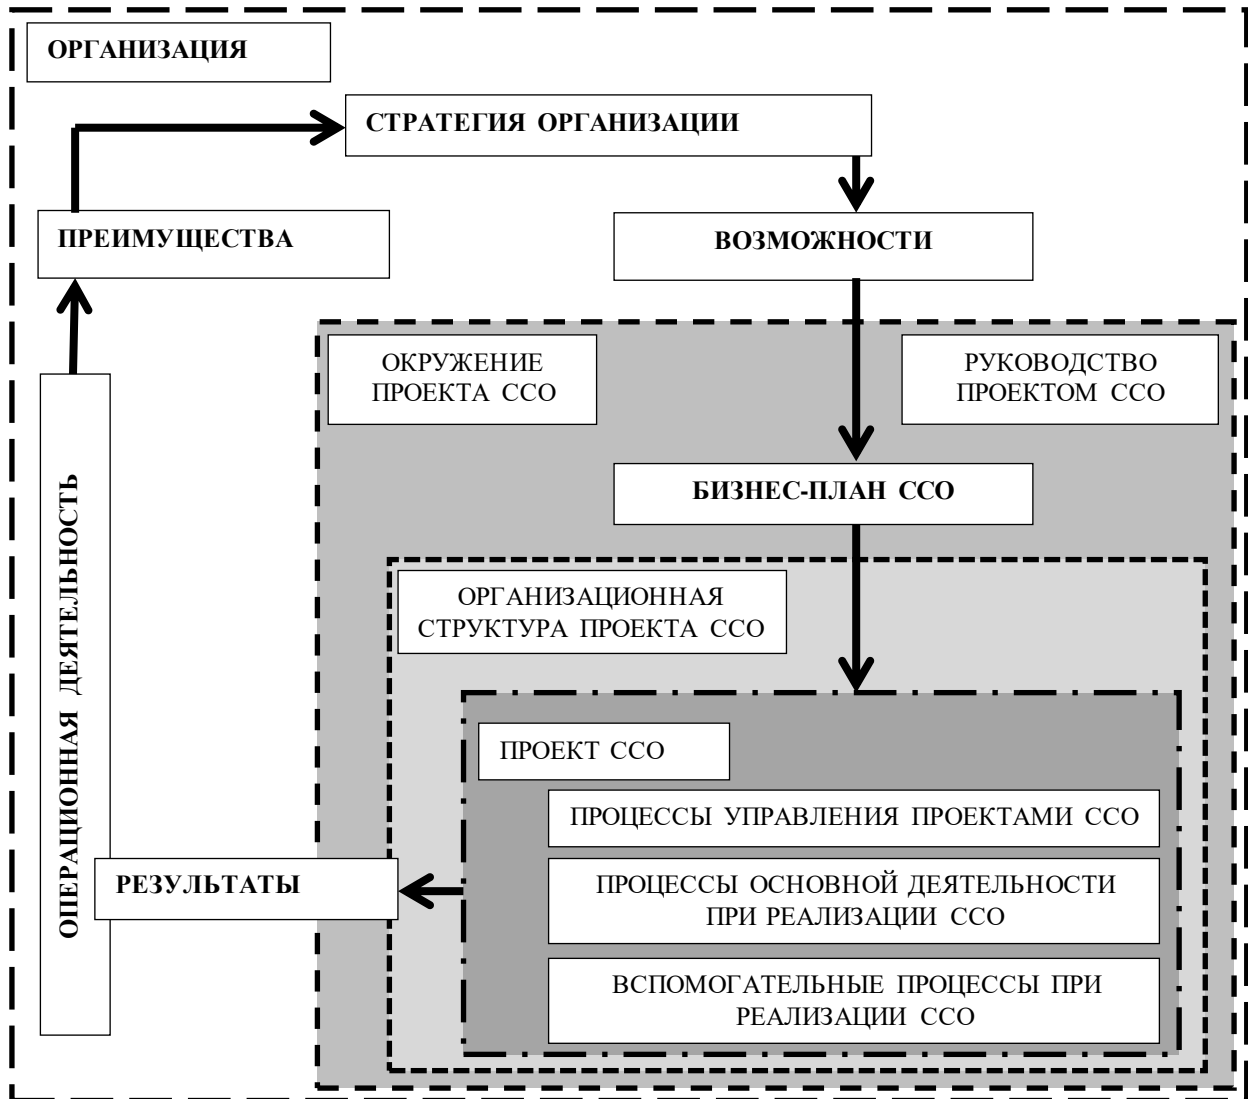 ОРГАНИЗАЦИЯ
СТРАТЕГИЯ ОРГАНИЗАЦИИ
ПРЕИМУЩЕСТВА
ВОЗМОЖНОСТИ
ОКРУЖЕНИЕ
ПРОЕКТА ССО
РУКОВОДСТВО
ПРОЕКТОМ ССО
БИЗНЕС-ПЛАН ССО
ОРГАНИЗАЦИОННАЯ
СТРУКТУРА ПРОЕКТА ССО
ПРОЕКТ ССО
ПРОЦЕССЫ УПРАВЛЕНИЯ ПРОЕКТАМИ ССО
ПРОЦЕССЫ ОСНОВНОЙ ДЕЯТЕЛЬНОСТИ
ПРИ РЕАЛИЗАЦИИ ССО
ВСПОМОГАТЕЛЬНЫЕ ПРОЦЕССЫ ПРИ
РЕАЛИЗАЦИИ ССО
РЕЗУЛЬТАТЫ
ОПЕРАЦИОННАЯ ДЕЯТЕЛЬНОСТЬ